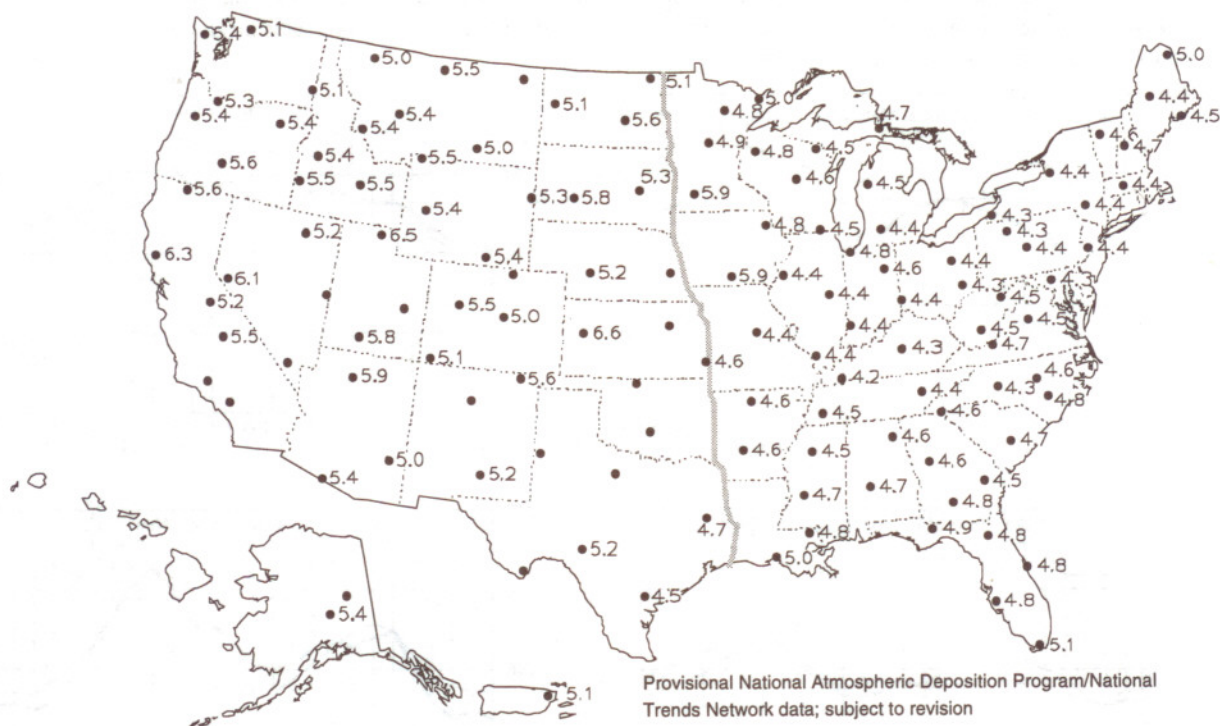 5.4 5.1
5.0 5.5 5.1 5.0 5.0
5.1 5.1 4.8 4.7 4.4
5.3 5.4 5.6 4.5
5.4 5.4 5.4 4.9 4.6
5.0 4.8 4.5 4.7
5.6 5.4 5.5 4.4
5.5 5.5 5.3 4.6 4.5 4.4
5.6 5.3 5.8 5.9
5.4 4.4
5.2 6.5 4.8 4.5 4.4 4.3 4.3
6.3 5.4 4.8 4.4 4.4 4.4
6.1 5.2 5.9 4.4 4.6 4.3 4.3
5.2 5.5 5.0 4.4 4.4 4.5
5.5 5.8 6.6 4.4 4.4 4.5 4.5
5.1 4.6 4.4 4.3 4.7
5.9 5.6 4.2 4.4 4.3 4.6
4.6 4.5 4.6 4.8
5.0 4.6 4.5 4.6 4.6 4.7
5.4 5.2 4.7 4.7 4.8 4.5
4.7 4.8 4.9 4.8
5.2 5.0 4.8
5.4 4.5 4.8
5.1
5.1
Provisional National Atmospheric Deposition Program/National
Trends Network data; subject to revision